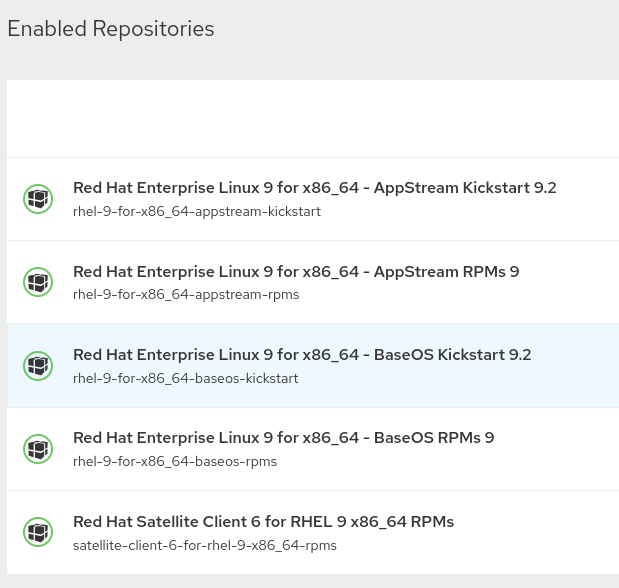 Enabled Repositories
Red Hat Enterprise Linux 9 for x86_64 - AppStream Kickstart 9.2
rhel-9-for-x86_64-appstream-kickstart
Red Hat Enterprise Linux 9 for x86_64 - AppStream RPMs 9
rhel-9-for-x86_64-appstream-rpms
Red Hat Enterprise Linux 9 for x86_64 - BaseOS Kickstart 9.2
rhel-9-for-x86_64-baseos-kickstart
Red Hat Enterprise Linux 9 for x86_64 - BaseOS RPMs 9
rhel-9-for-x86_64-baseos-rpms
Red Hat Satellite Client 6 for RHEL 9 x86_64 RPMs
satellite-client-6-for-rhel-9-x86_64-rpms